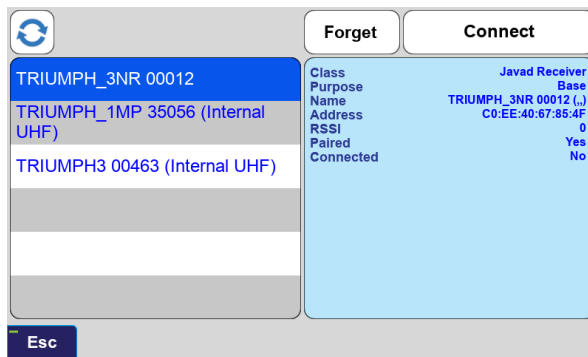 Forget
Connect
TRIUMPH_3NR 00012
TRIUMPH_1MP 35056 (Internal
UHF)
TRIUMPH3 00463 (Internal UHF)
Class Javad Receiver
Purpose Base
Name TRIUMPH_3NR 00012 (,,)
Address C0:EE:40:67:85:4F
RSSI 0
Paired Yes
Connected No
Esc